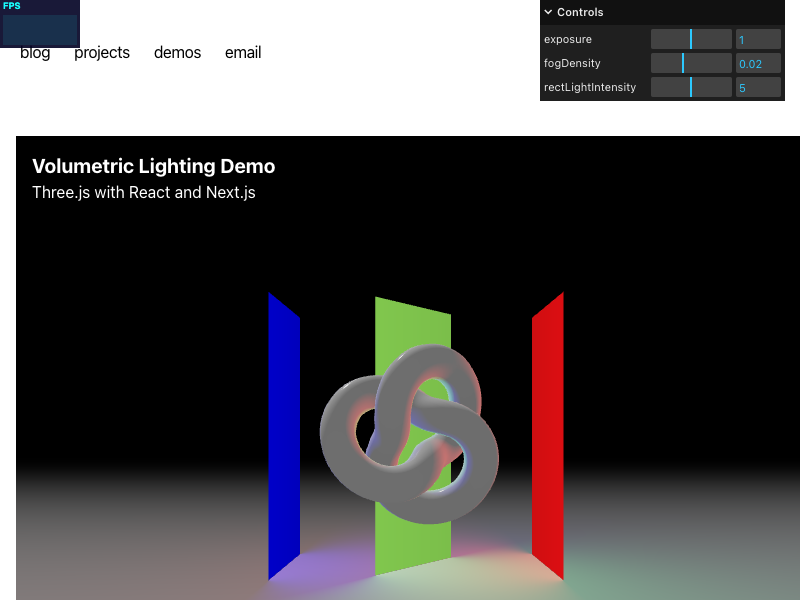 FPS
blog projects demos email
Controls
exposure 1
fogDensity 0.02
rectLightIntensity 5
Volumetric Lighting Demo
Three.js with React and Next.js